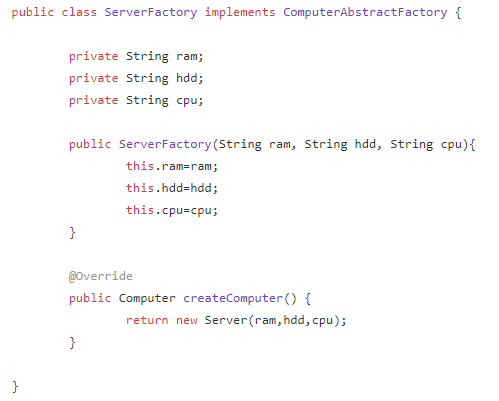 public class ServerFactory implements ComputerAbstractFactory {
private String ram;
private String hdd;
private String cpu;
public ServerFactory(String ram, String hdd, String cpu){
this.ram=ram;
this.hdd=hdd;
this.cpu=cpu;
}
@Override
public Computer createComputer() {
return new Server(ram,hdd,cpu);
}
}